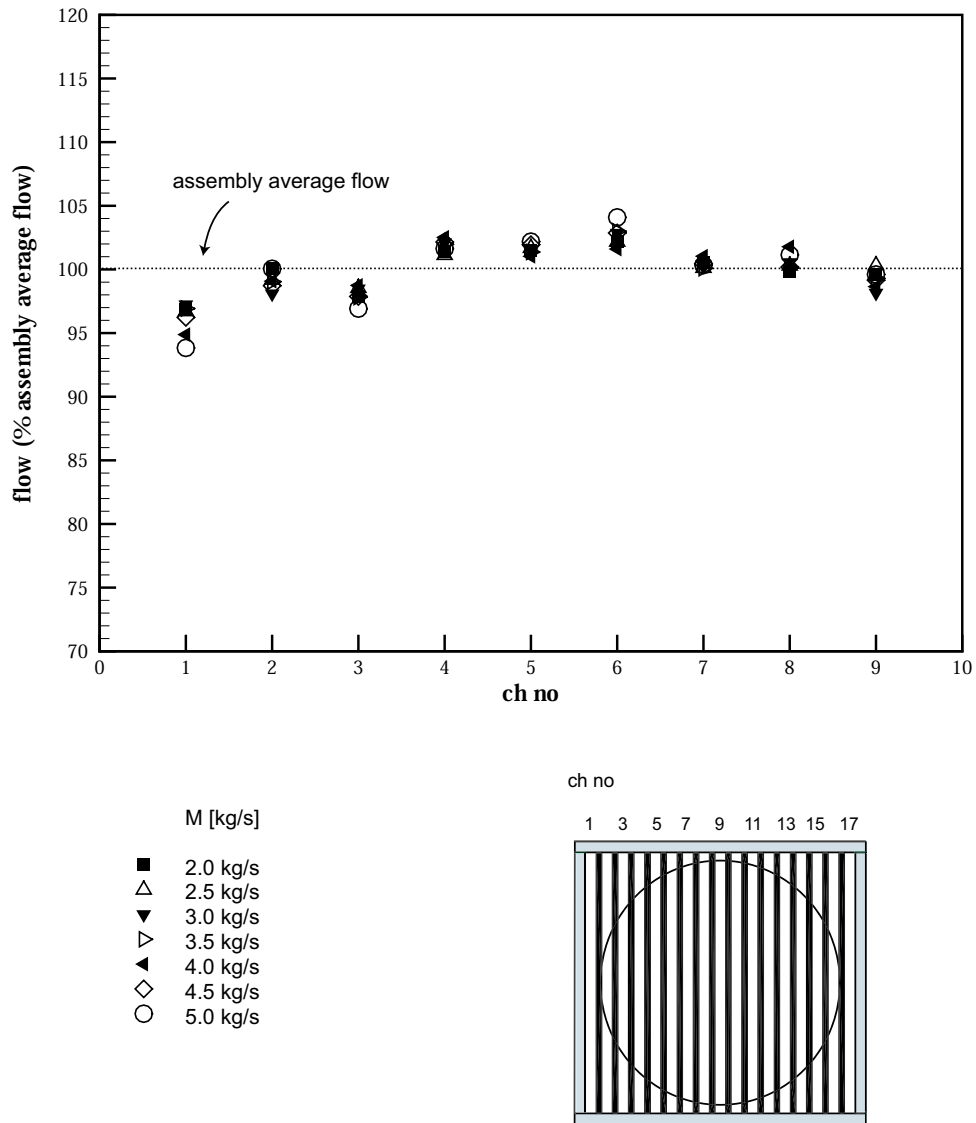 120
115
110
105
100
95
90
85
80
75
70
flow (% assembly average flow)
assembly average flow
0 1 2 3 4 5 6 7 8 9 10
ch no
M [kg/s]
2.0 kg/s
2.5 kg/s
3.0 kg/s
3.5 kg/s
4.0 kg/s
4.5 kg/s
5.0 kg/s
ch no
1 3 5 7 9 11 13 15 17